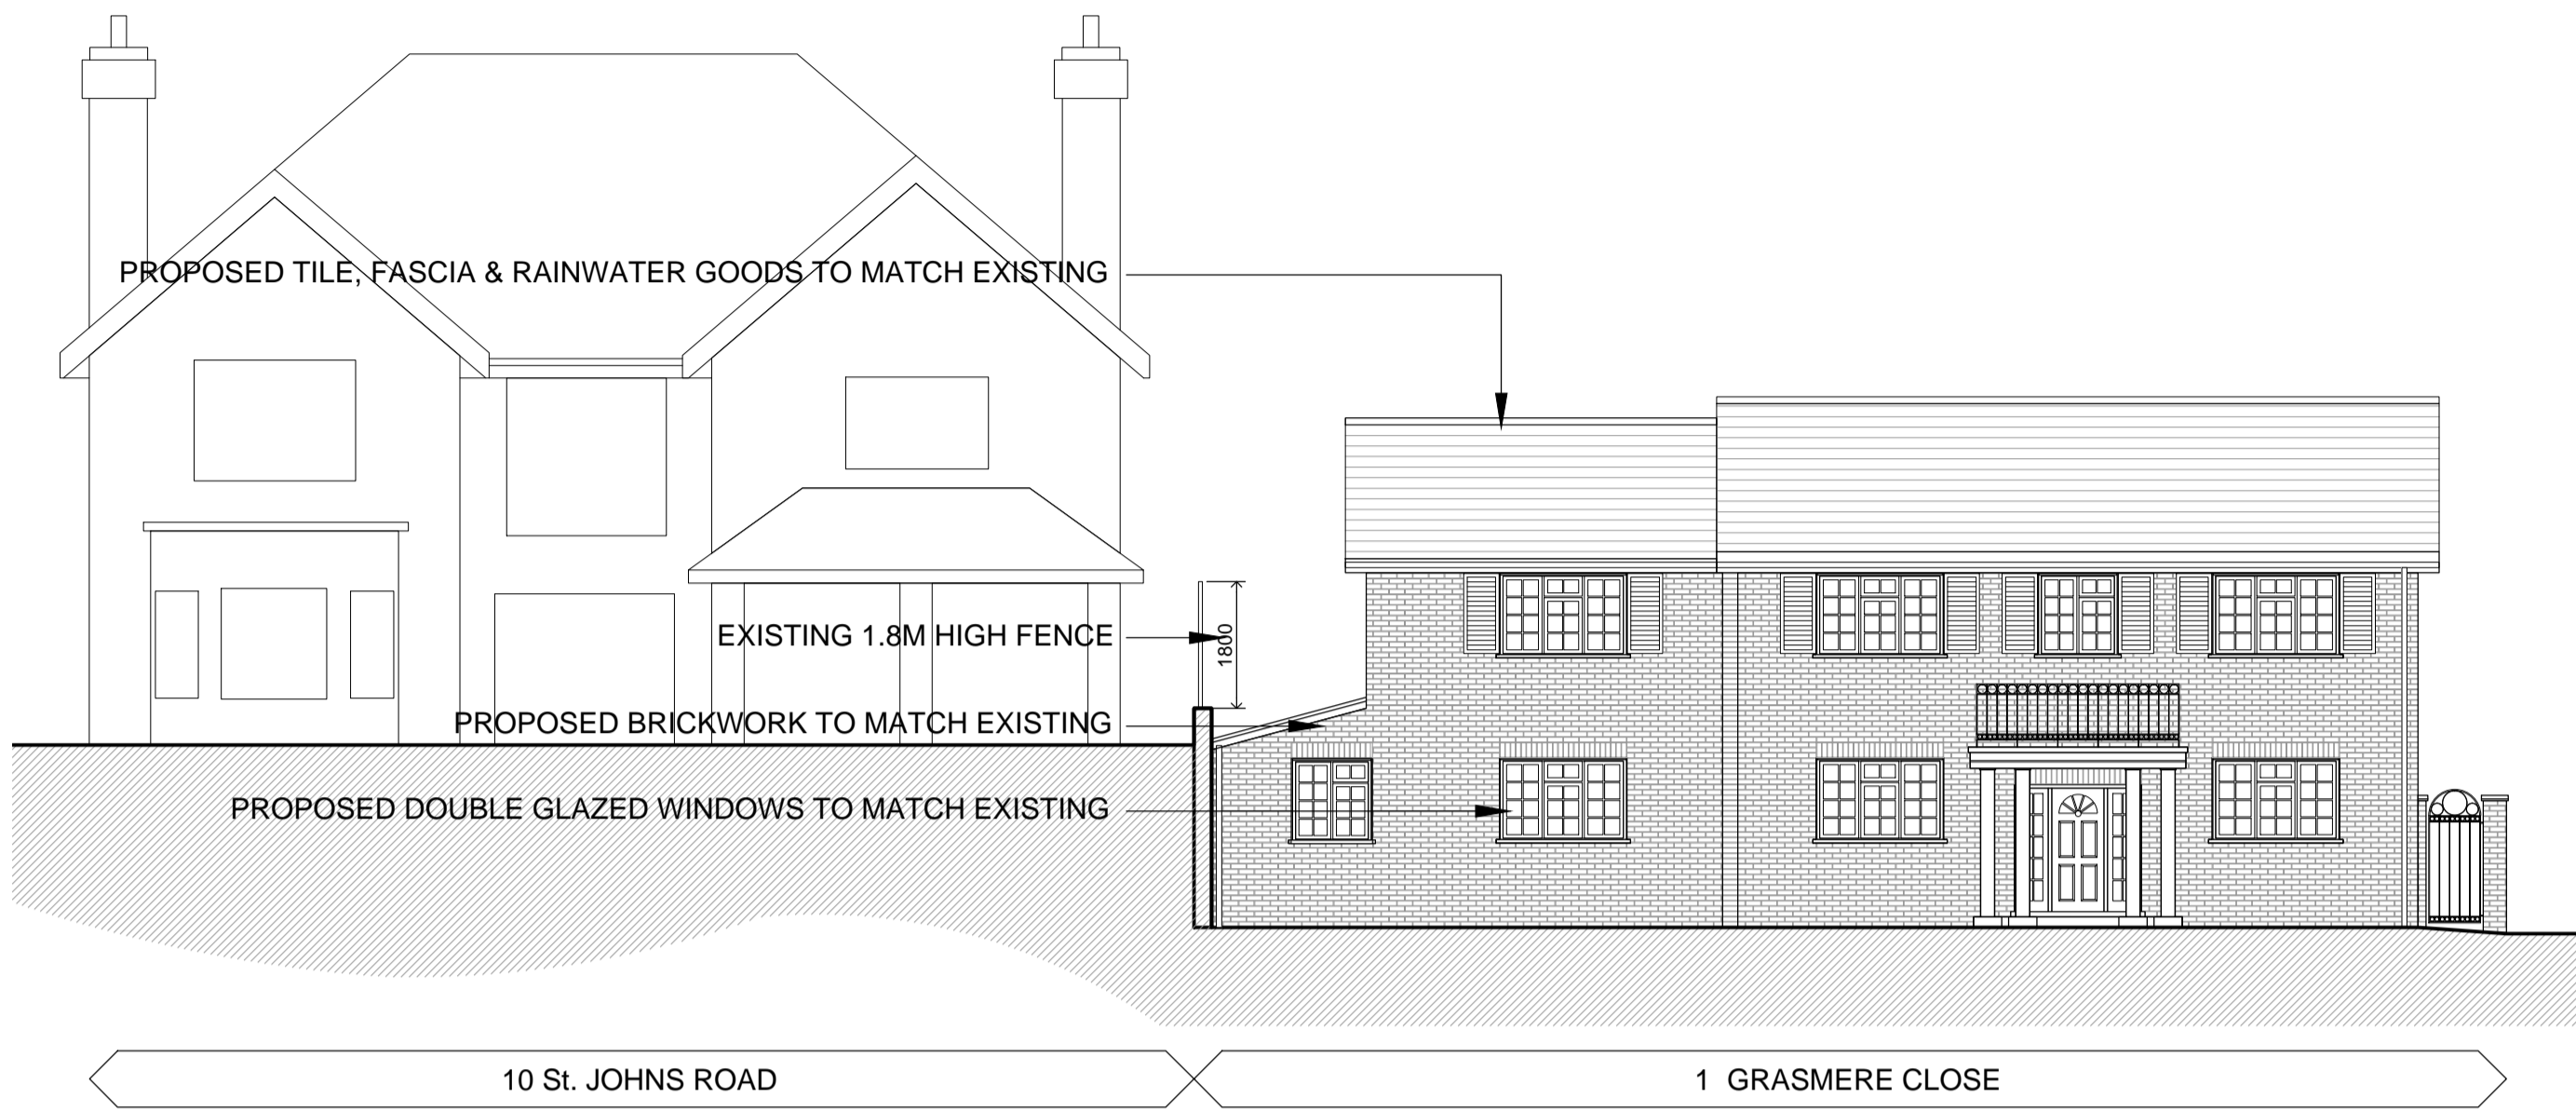 PROPOSED TILE, FASCIA & RAINWATER GOODS TO MATCH EXISTING
EXISTING 1.8M HIGH FENCE
1800
PROPOSED BRICKWORK TO MATCH EXISTING
PROPOSED DOUBLE GLAZED WINDOWS TO MATCH EXISTING
10 St. JOHNS ROAD
1 GRASMERE CLOSE